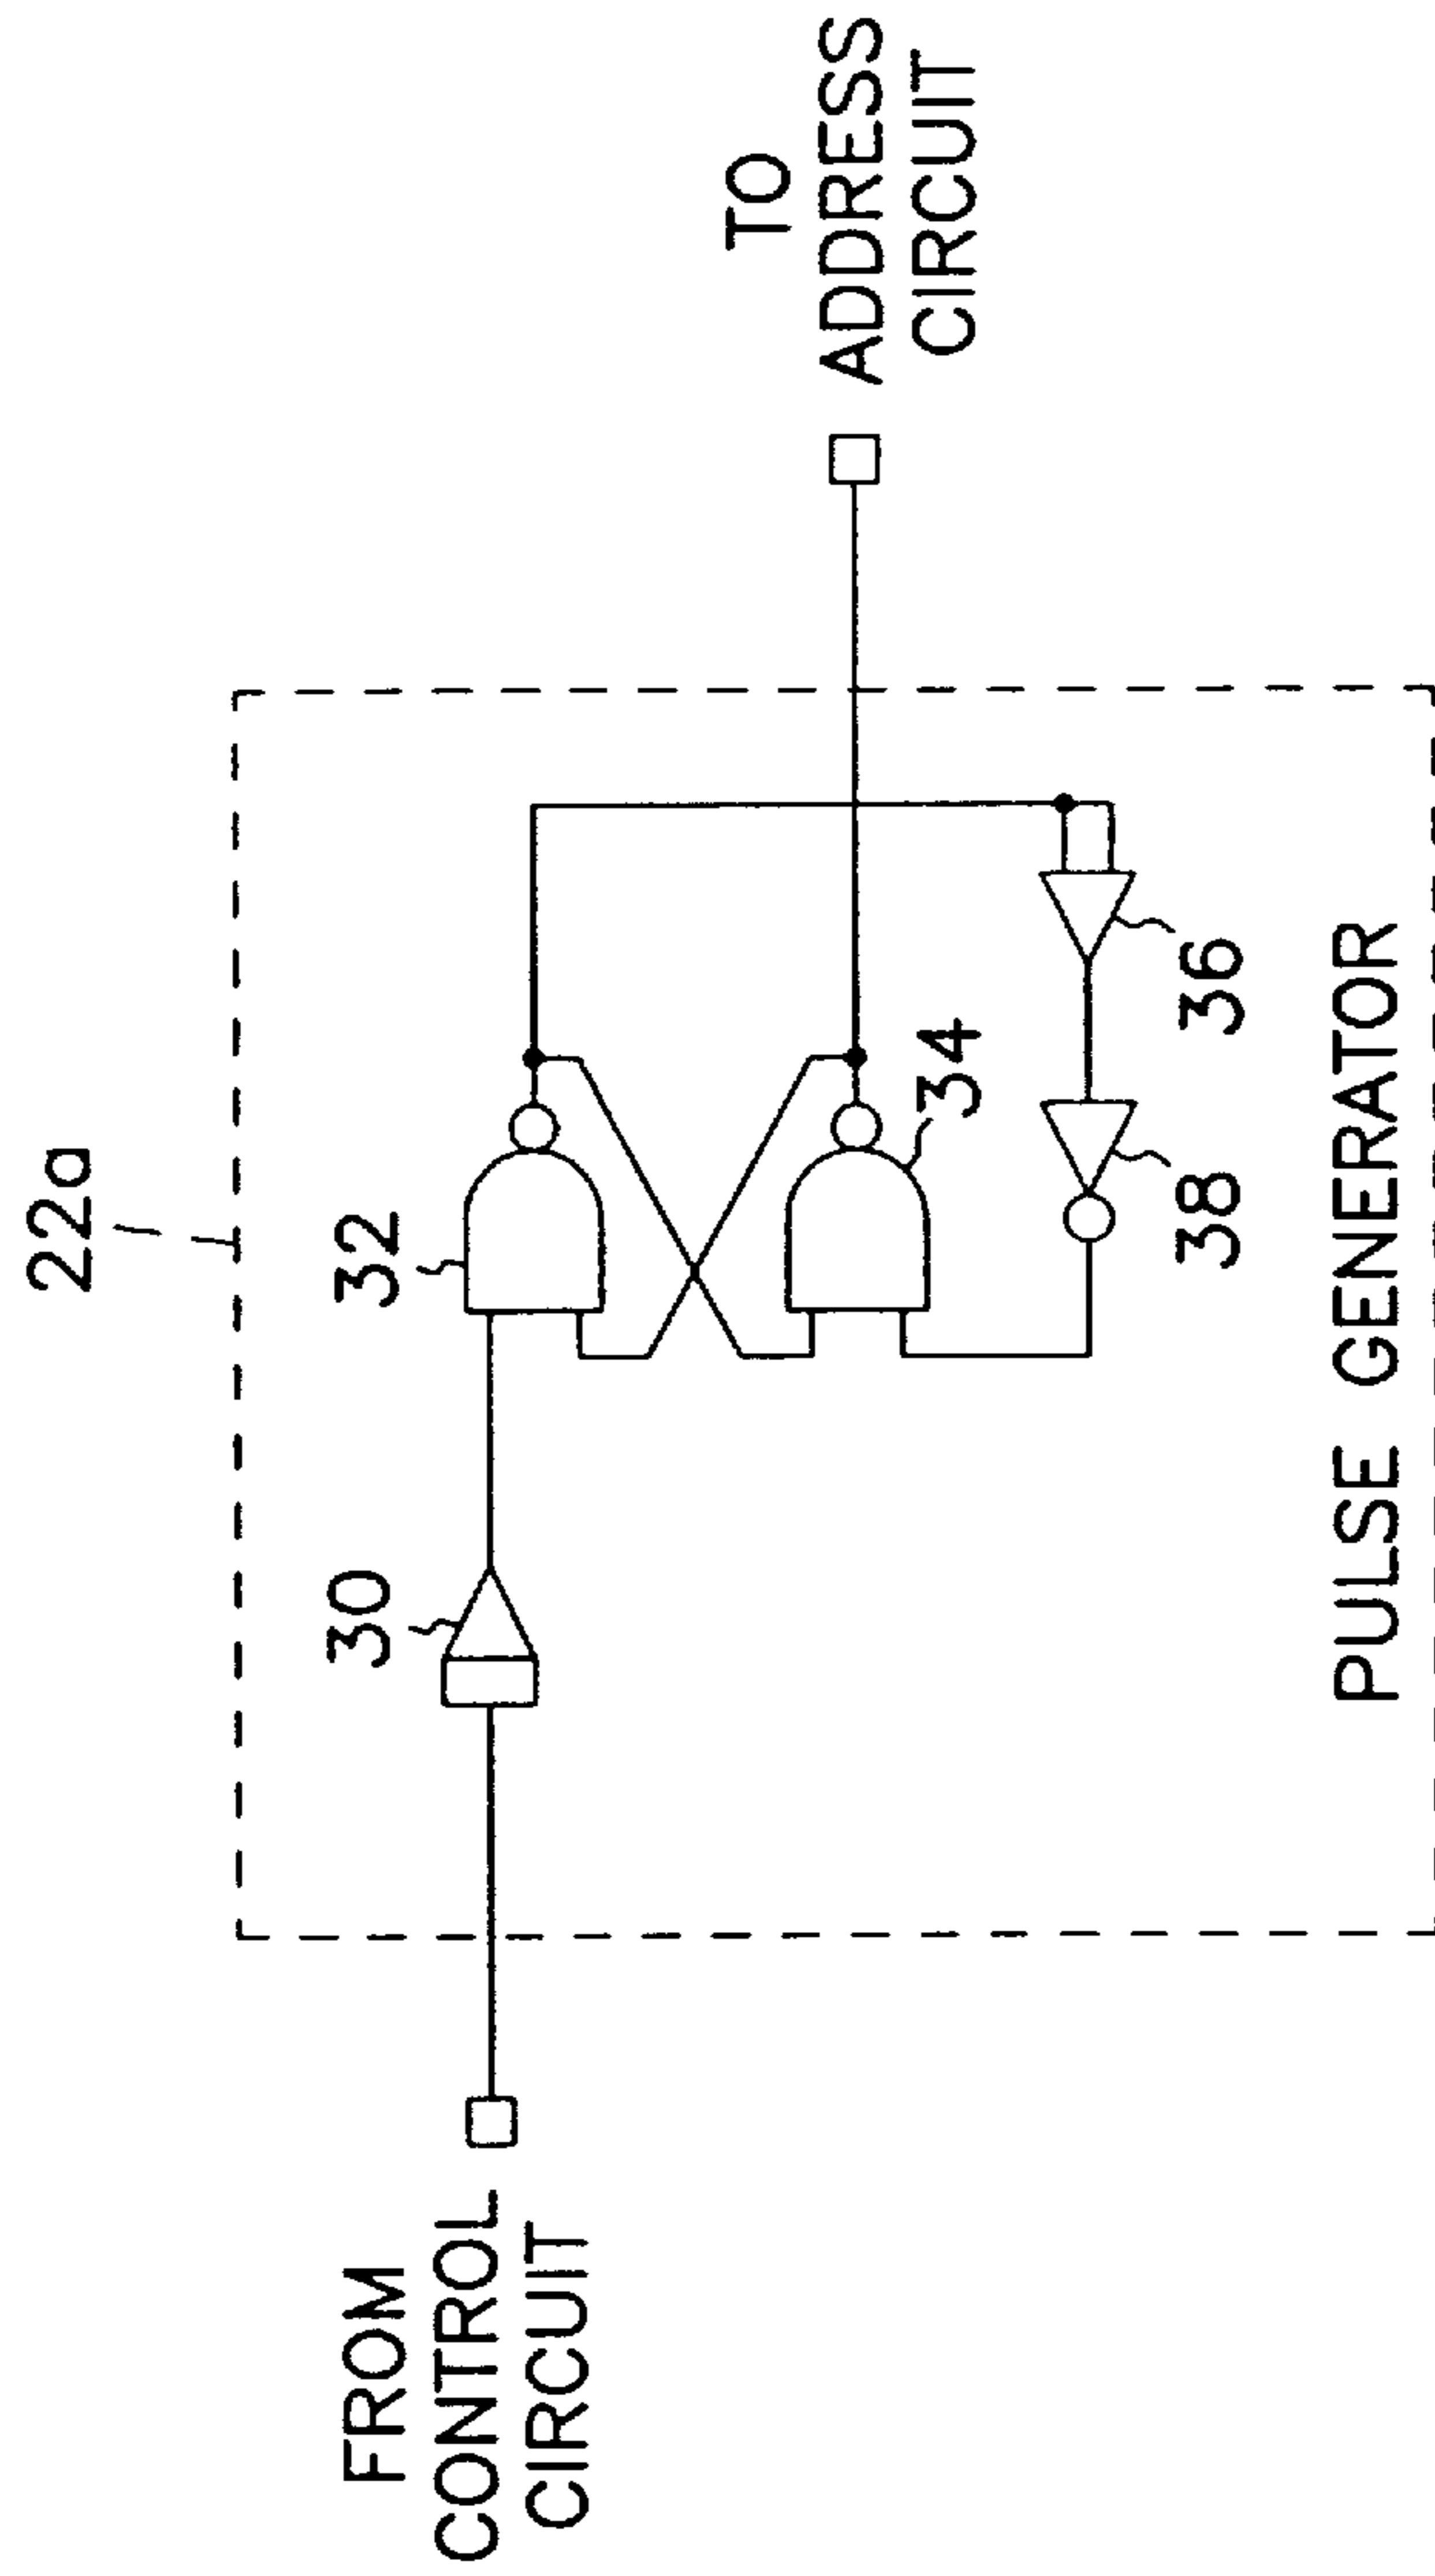 22a
FROM
CONTROL
CIRCUIT
30
32
34
36
38
TO
ADDRESS
CIRCUIT
PULSE GENERATOR